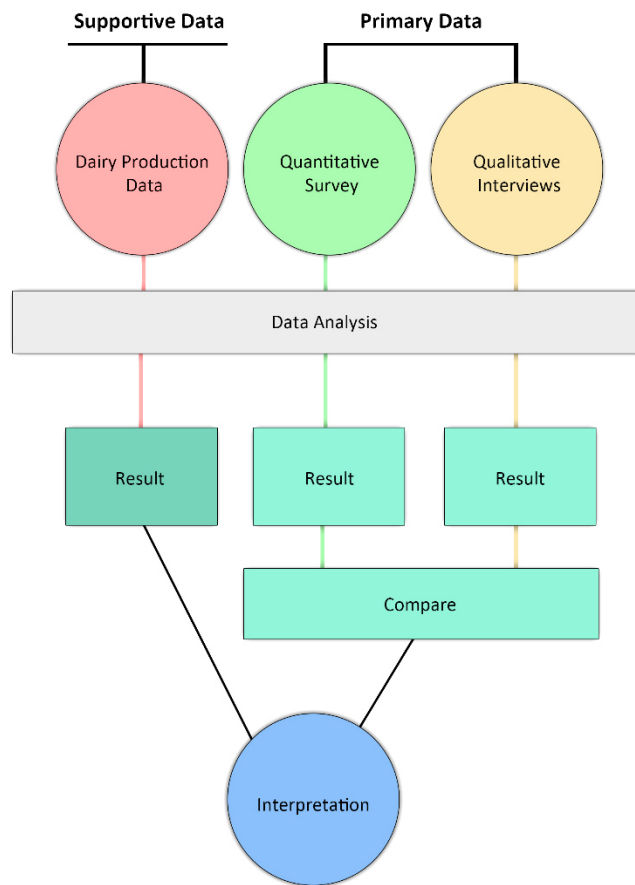 Supportive Data
Primary Data
Dairy Production
Data
Quantitative
Survey
Qualitative
Interviews
Data Analysis
Result
Result
Result
Compare
Interpretation